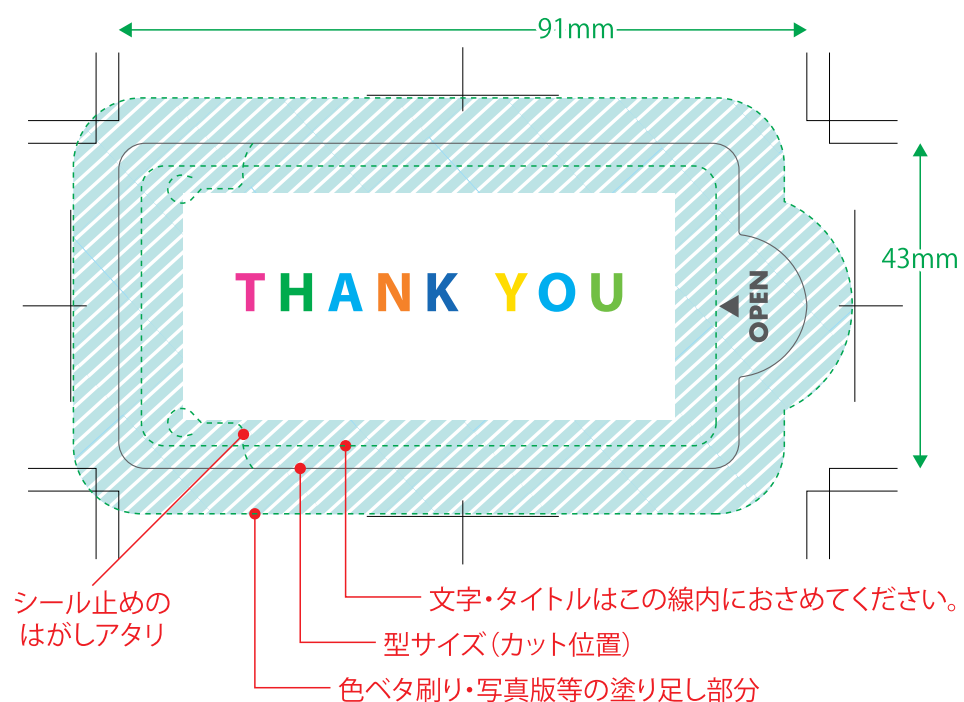 91mm
43mm
THANK YOU
OPEN
シール止めの
はがしアタリ
文字・タイトルはこの線内におさめてください。
型サイズ（カット位置）
色ベタ刷り・写真版等の塗り足し部分